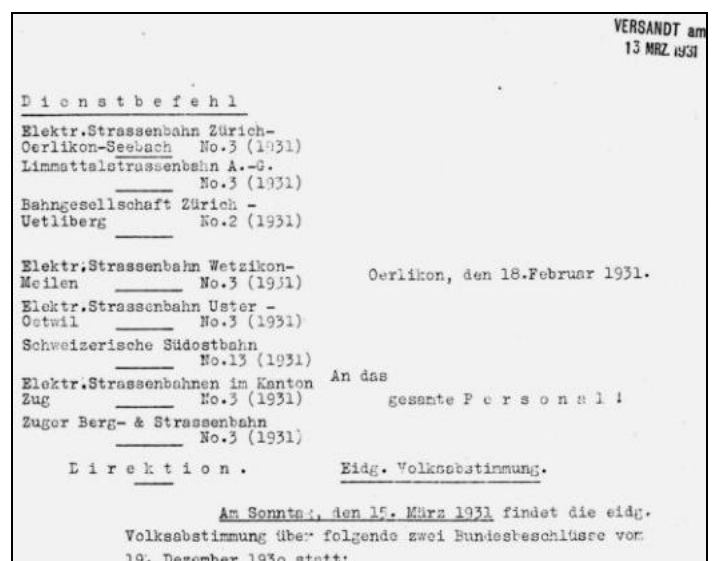 VERSANDT am
13 MRZ. 1931
Dienstbefehl
Elektr.Strassenbahn Zürich-
Oerlikon-Seebach No.3 (1931)
Limmattalstrassenbahn A.-G.
No.3 (1931)
Bahngesellschaft Zürich -
Uetliberg No.2 (1931)
Elektr.Strassenbahn Wetzikon-
Meilen No.3 (1931)
Oerlikon, den 18.Februar 1931.
Elektr.Strassenbahn Uster -
Oetwil No.3 (1931)
Schweizerische Südostbahn
No.13 (1931)
Elektr.Strassenbahnen im Kanton
Zug No.3 (1931)
An das
gesamte Personal!
Zuger Berg- & Strassenbahn
No.3 (1931)
Direktion.
Eidg. Volksabstimmung.
Am Sonntag, den 15. März 1931 findet die eidg.
Volksabstimmung über folgende zwei Bundesbeschlüsse vom
Dezember 1930 statt: